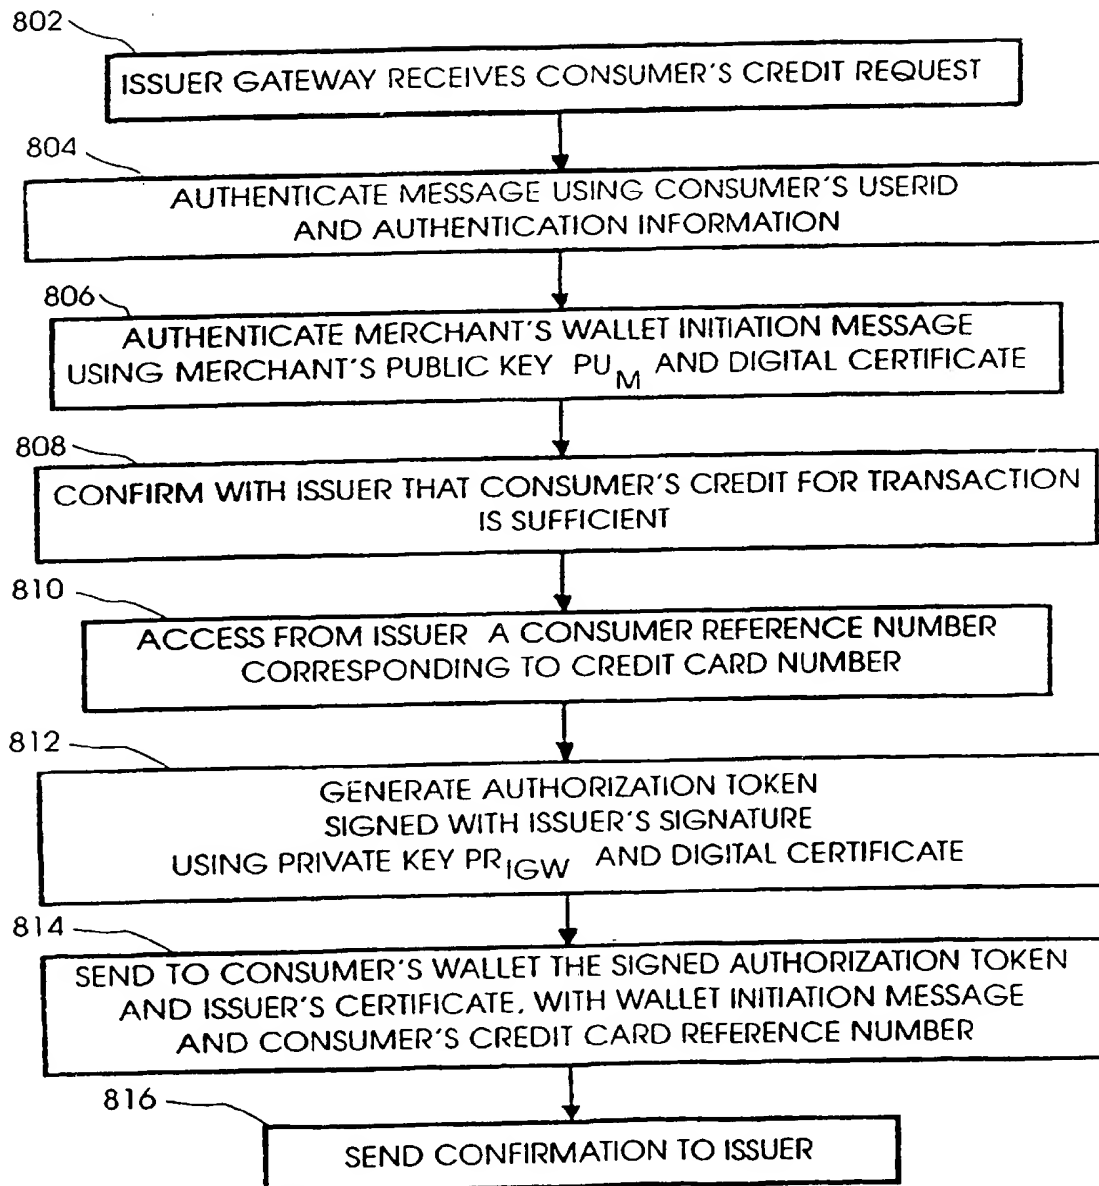 802
ISSUER GATEWAY RECEIVES CONSUMER'S CREDIT REQUEST
804
AUTHENTICATE MESSAGE USING CONSUMER'S USERID
AND AUTHENTICATION INFORMATION
806
AUTHENTICATE MERCHANT'S WALLET INITIATION MESSAGE
USING MERCHANT'S PUBLIC KEY PU_M AND DIGITAL CERTIFICATE
808
CONFIRM WITH ISSUER THAT CONSUMER'S CREDIT FOR TRANSACTION
IS SUFFICIENT
810
ACCESS FROM ISSUER A CONSUMER REFERENCE NUMBER
CORRESPONDING TO CREDIT CARD NUMBER
812
GENERATE AUTHORIZATION TOKEN
SIGNED WITH ISSUER'S SIGNATURE
USING PRIVATE KEY PR_IGW AND DIGITAL CERTIFICATE
814
SEND TO CONSUMER'S WALLET THE SIGNED AUTHORIZATION TOKEN
AND ISSUER'S CERTIFICATE, WITH WALLET INITIATION MESSAGE
AND CONSUMER'S CREDIT CARD REFERENCE NUMBER
816
SEND CONFIRMATION TO ISSUER